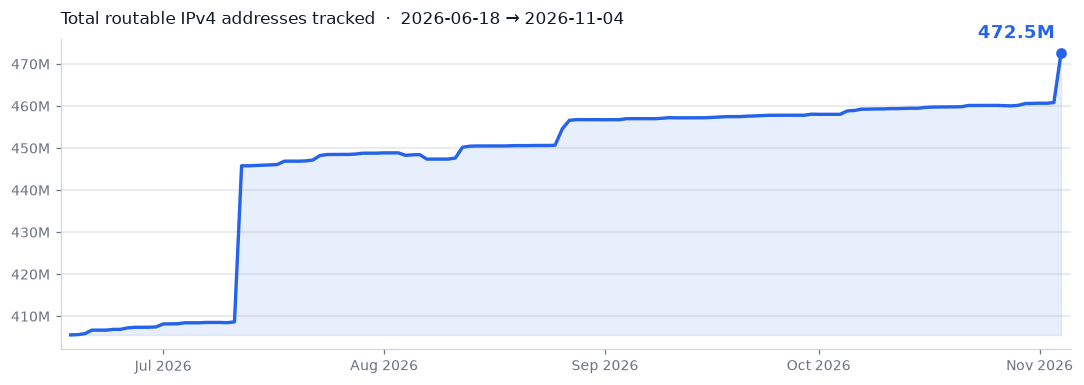 Total routable IPv4 addresses tracked · 2026-06-18 → 2026-11-04
472.5M
470M
460M
450M
440M
430M
420M
410M
Jul 2026 Aug 2026 Sep 2026 Oct 2026 Nov 2026